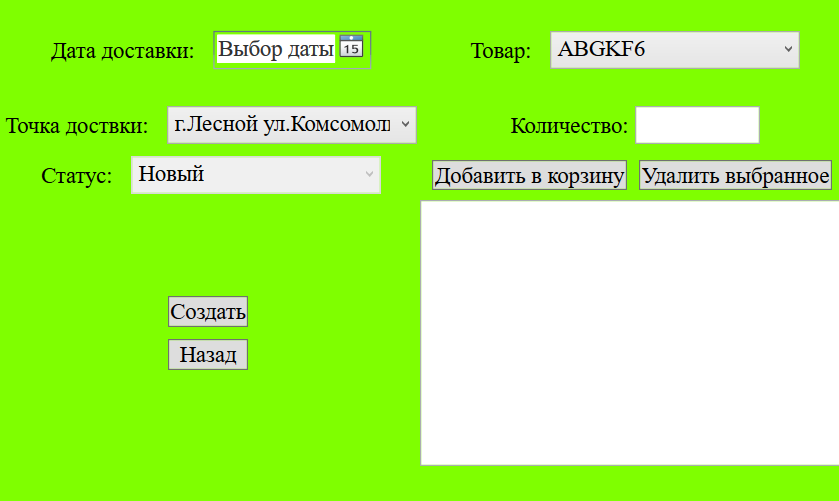 Дата доставки: Выбор даты 15 Товар: ABGKF6
Точка доствки: г.Лесной ул.Комсомол Количество:
Статус: Новый Добавить в корзину Удалить выбранное
Создать
Назад